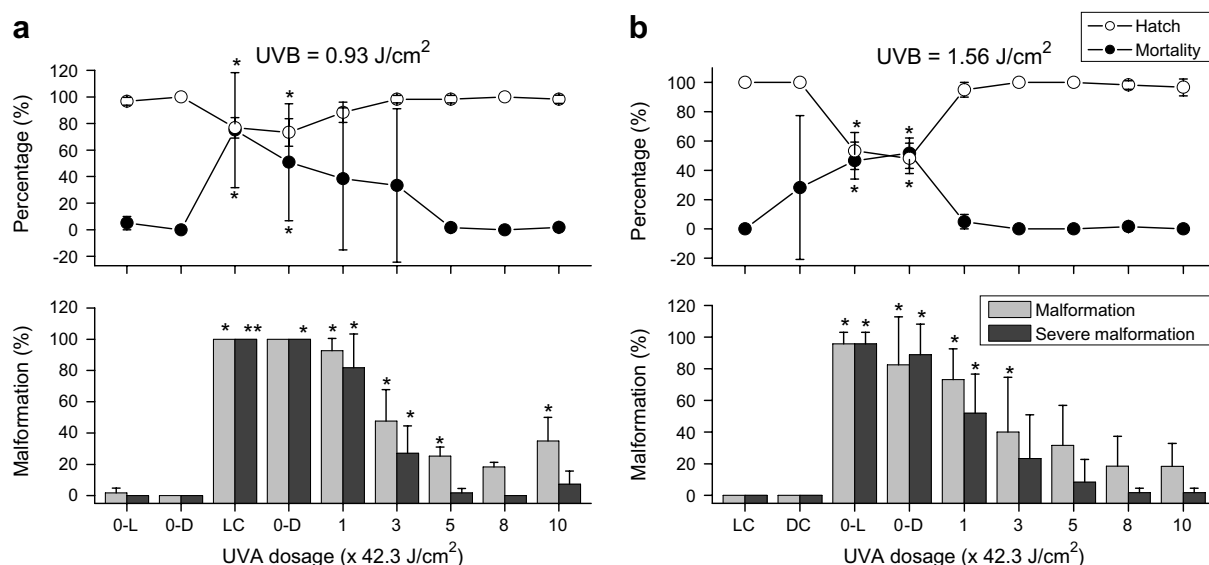 a
UVB = 0.93 J/cm2
120
100
80
60
40
20
0
-20
Percentage (%)
* * * *
120
100
80
60
40
20
0
Malformation (%)
* ** * * * * * * *
0-L 0-D LC 0-D 1 3 5 8 10
UVA dosage (x 42.3 J/cm2)
b
UVB = 1.56 J/cm2
Hatch
Mortality
100
80
60
40
20
0
-20
Percentage (%)
* * * *
Malformation
Severe malformation
120
100
80
60
40
20
0
Malformation (%)
* * * * * * *
LC DC 0-L 0-D 1 3 5 8 10
UVA dosage (x 42.3 J/cm2)